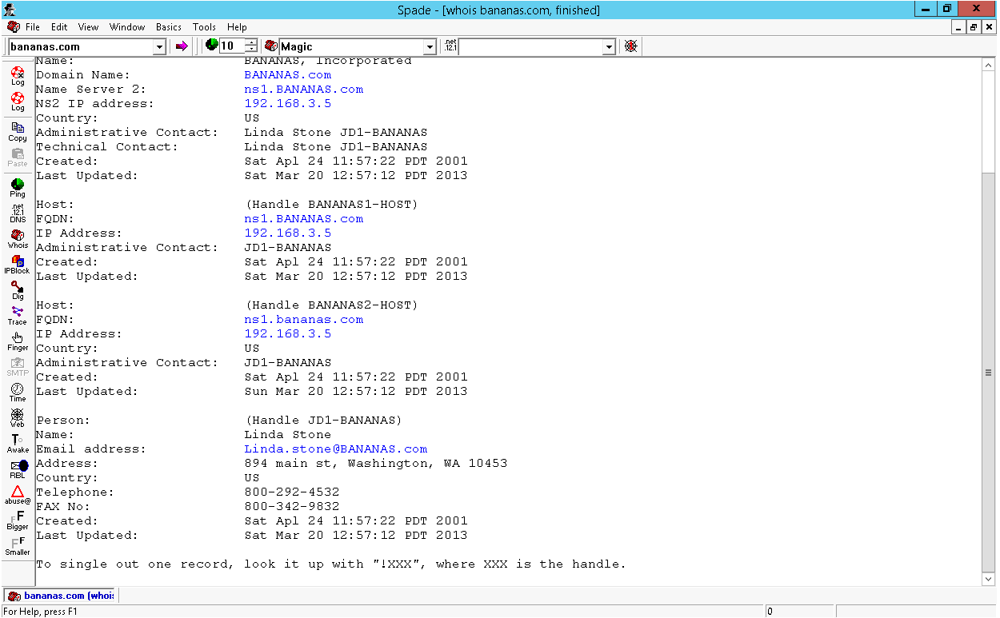 Spade - [whois bananas.com, finished]
File Edit View Window Basics Tools Help
bananas.com 10 Magic .net 12.1
Name: BANANAS, Incorporated
Domain Name: BANANAS.com
Name Server 2: ns1.BANANAS.com
NS2 IP address: 192.168.3.5
Country: US
Administrative Contact: Linda Stone JD1-BANANAS
Technical Contact: Linda Stone JD1-BANANAS
Created: Sat Apl 24 11:57:22 PDT 2001
Last Updated: Sat Mar 20 12:57:12 PDT 2013
Host: (Handle BANANAS1-HOST)
FQDN: ns1.BANANAS.com
IP Address: 192.168.3.5
Administrative Contact: JD1-BANANAS
Created: Sat Apl 24 11:57:22 PDT 2001
Last Updated: Sat Mar 20 12:57:12 PDT 2013
Host: (Handle BANANAS2-HOST)
FQDN: ns1.bananas.com
IP Address: 192.168.3.5
Country: US
Administrative Contact: JD1-BANANAS
Created: Sat Apl 24 11:57:22 PDT 2001
Last Updated: Sun Mar 20 12:57:12 PDT 2013
Person: (Handle JD1-BANANAS)
Name: Linda Stone
Email address: Linda.stone@BANANAS.com
Address: 894 main st, Washington, WA 10453
Country: US
Telephone: 800-292-4532
FAX No: 800-342-9832
Created: Sat Apl 24 11:57:22 PDT 2001
Last Updated: Sat Mar 20 12:57:12 PDT 2013
To single out one record, look it up with "!XXX", where XXX is the handle.
Log
Log
Copy
Paste
Ping
.net
12.1
DNS
Whois
IPBlock
Dig
Trace
Finger
SMTP
Time
Web
Awake
RBL
abuse@
Bigger
Smaller
bananas.com (whois
For Help, press F1 0